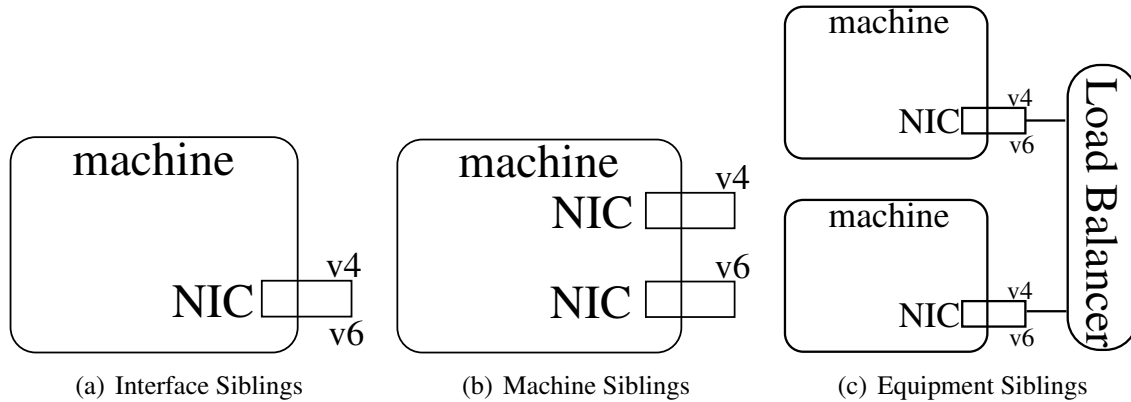 machine
NIC
v4
v6
(a) Interface Siblings
machine
NIC
v4
NIC
v6
(b) Machine Siblings
machine
NIC
v4
v6
machine
NIC
v4
v6
Load Balancer
(c) Equipment Siblings